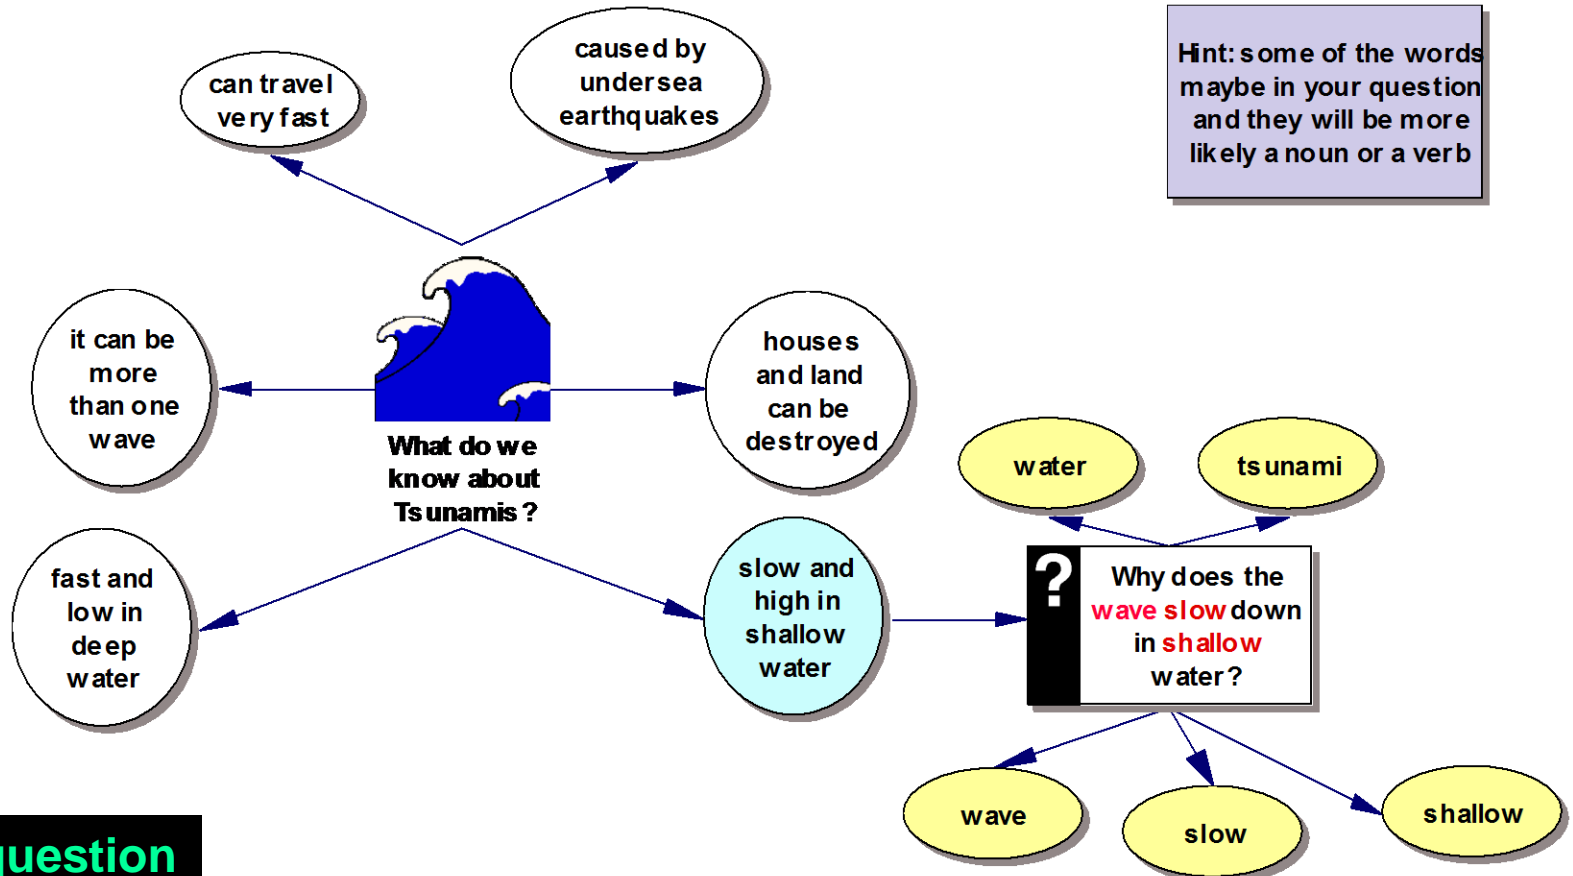 can travel
very fast
caused by
undersea
earthquakes
Hint: some of the words
maybe in your question
and they will be more
likely a noun or a verb
it can be
more
than one
wave
houses
and land
can be
destroyed
What do we
know about
Tsunamis?
fast and
low in
deep
water
slow and
high in
shallow
water
water
tsunami
?
Why does the
wave slow down
in shallow
water?
wave
slow
shallow
question